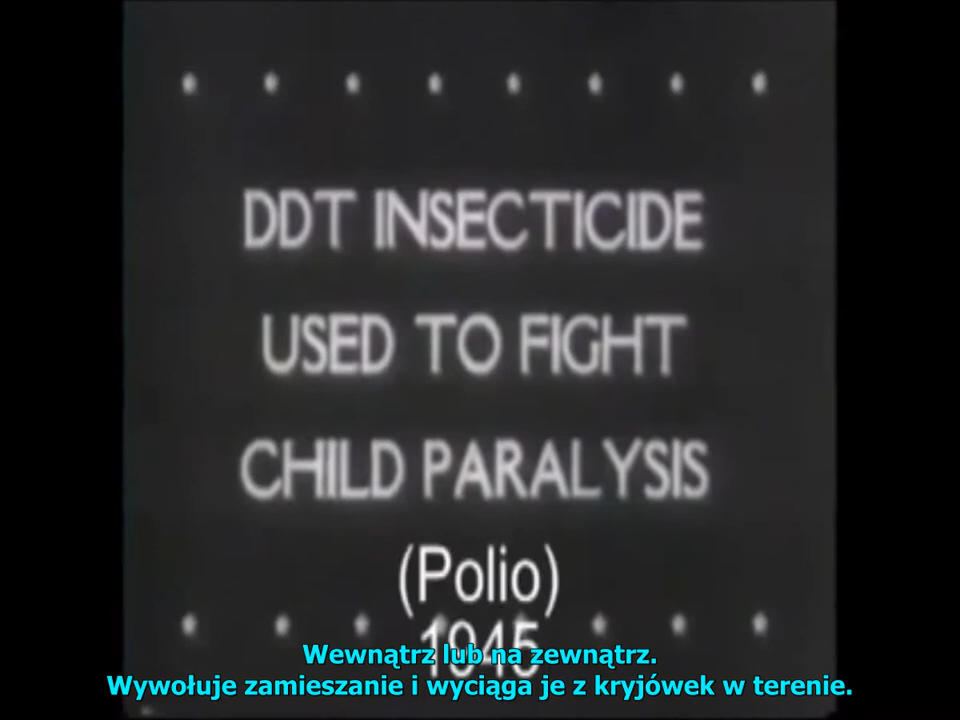 DDT INSECTICIDE
USED TO FIGHT
CHILD PARALYSIS
(Polio)
1945
Wewnątrz lub na zewnątrz.
Wywołuje zamieszanie i wyciąga je z kryjówek w terenie.